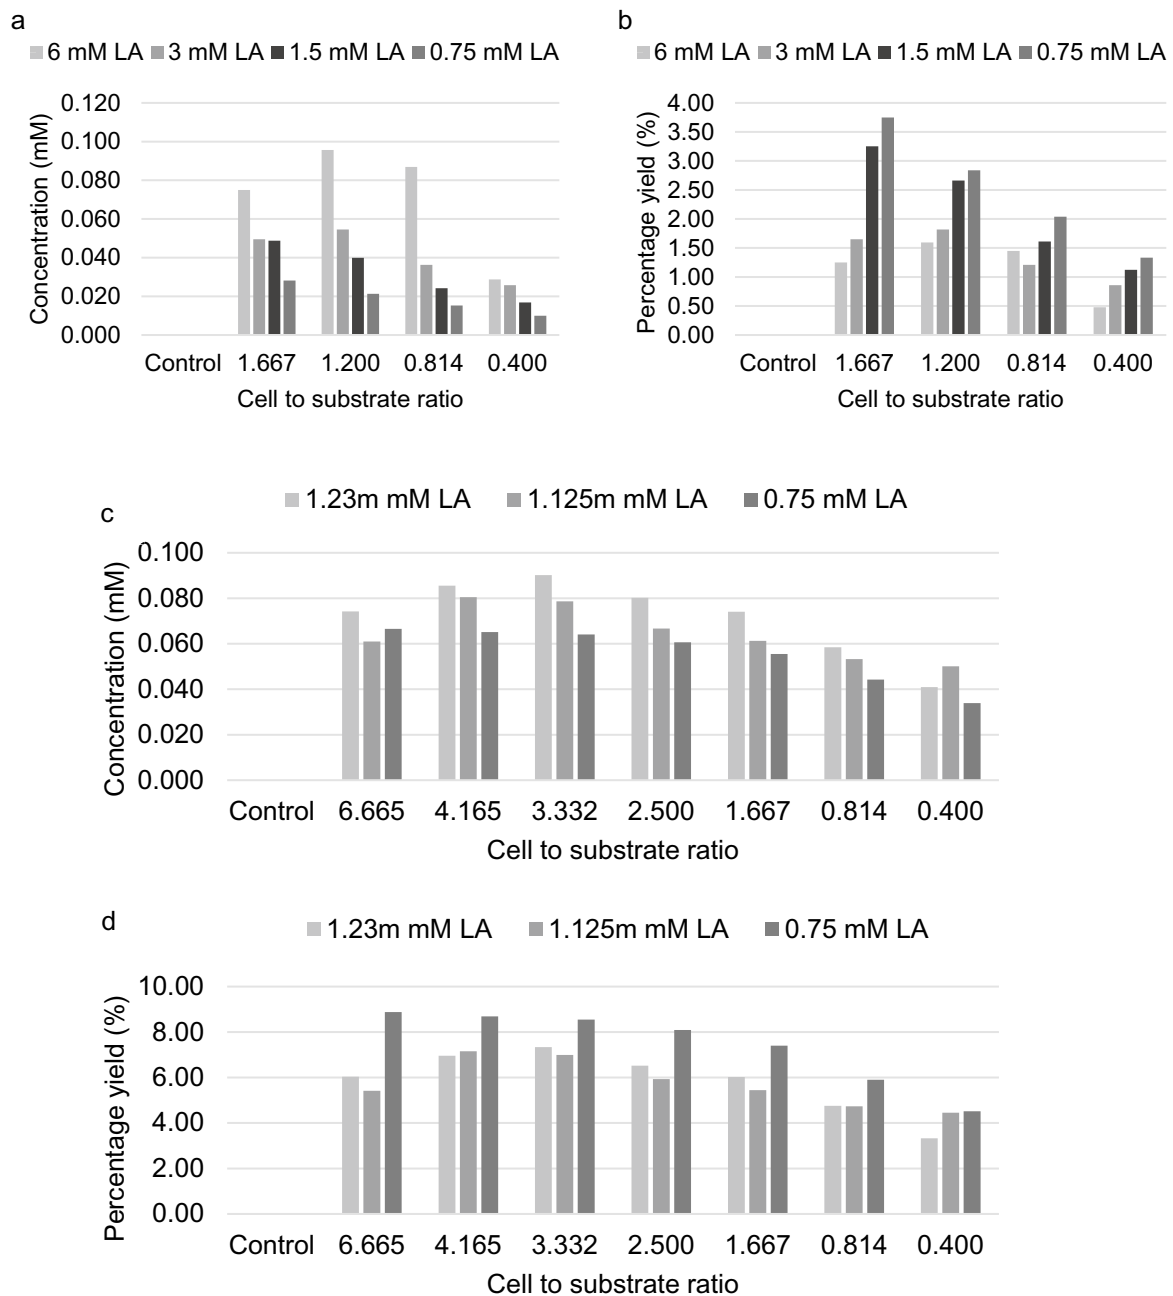 a
6 mM LA 3 mM LA 1.5 mM LA 0.75 mM LA
Concentration (mM)
0.120
0.100
0.080
0.060
0.040
0.020
0.000
Control 1.667 1.200 0.814 0.400
Cell to substrate ratio
b
6 mM LA 3 mM LA 1.5 mM LA 0.75 mM LA
Percentage yield (%)
4.00
3.50
3.00
2.50
2.00
1.50
1.00
0.50
0.00
Control 1.667 1.200 0.814 0.400
Cell to substrate ratio
c
1.23m mM LA 1.125m mM LA 0.75 mM LA
Concentration (mM)
0.100
0.080
0.060
0.040
0.020
0.000
Control 6.665 4.165 3.332 2.500 1.667 0.814 0.400
Cell to substrate ratio
d
1.23m mM LA 1.125m mM LA 0.75 mM LA
Percentage yield (%)
10.00
8.00
6.00
4.00
2.00
0.00
Control 6.665 4.165 3.332 2.500 1.667 0.814 0.400
Cell to substrate ratio